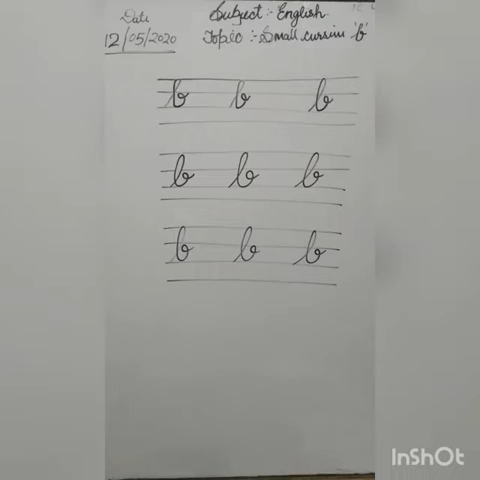 Date Subject :- English
12/05/2020 Topic :- Small cursive 'b'
b b b
b b b
b b b
InShOt